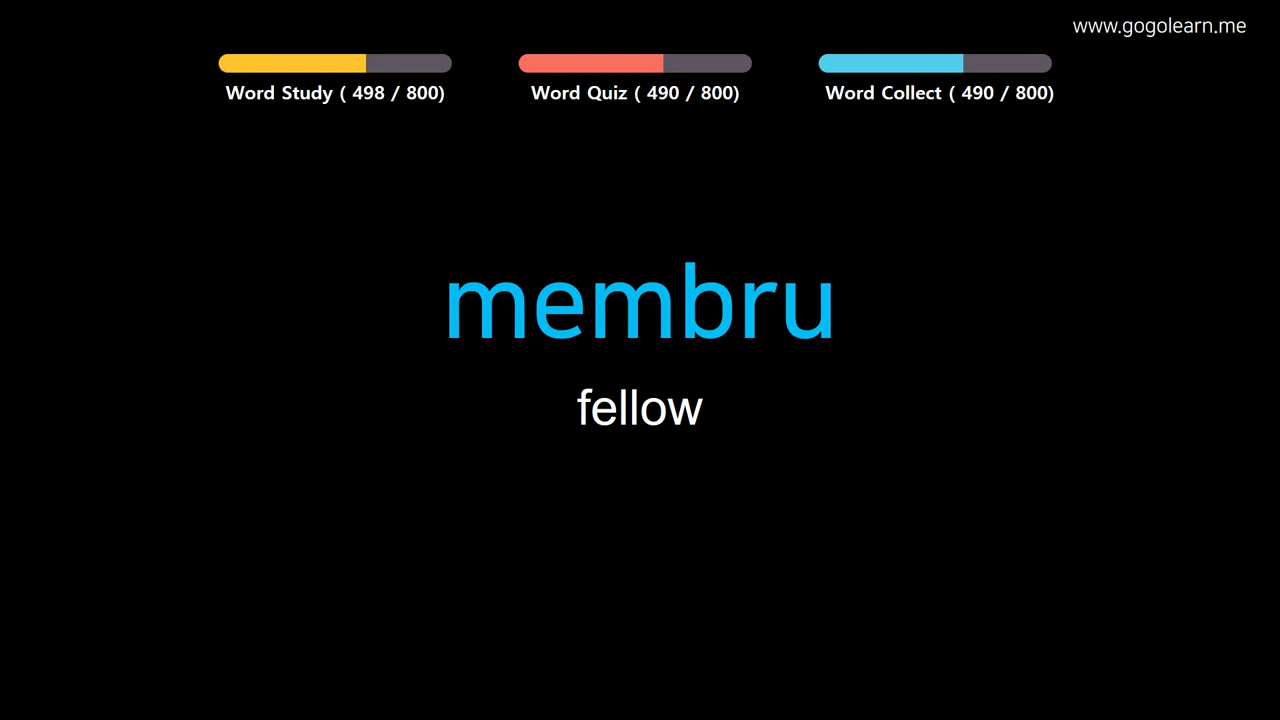 www.gogolearn.me
Word Study ( 498 / 800)
Word Quiz ( 490 / 800)
Word Collect ( 490 / 800)
membru
fellow